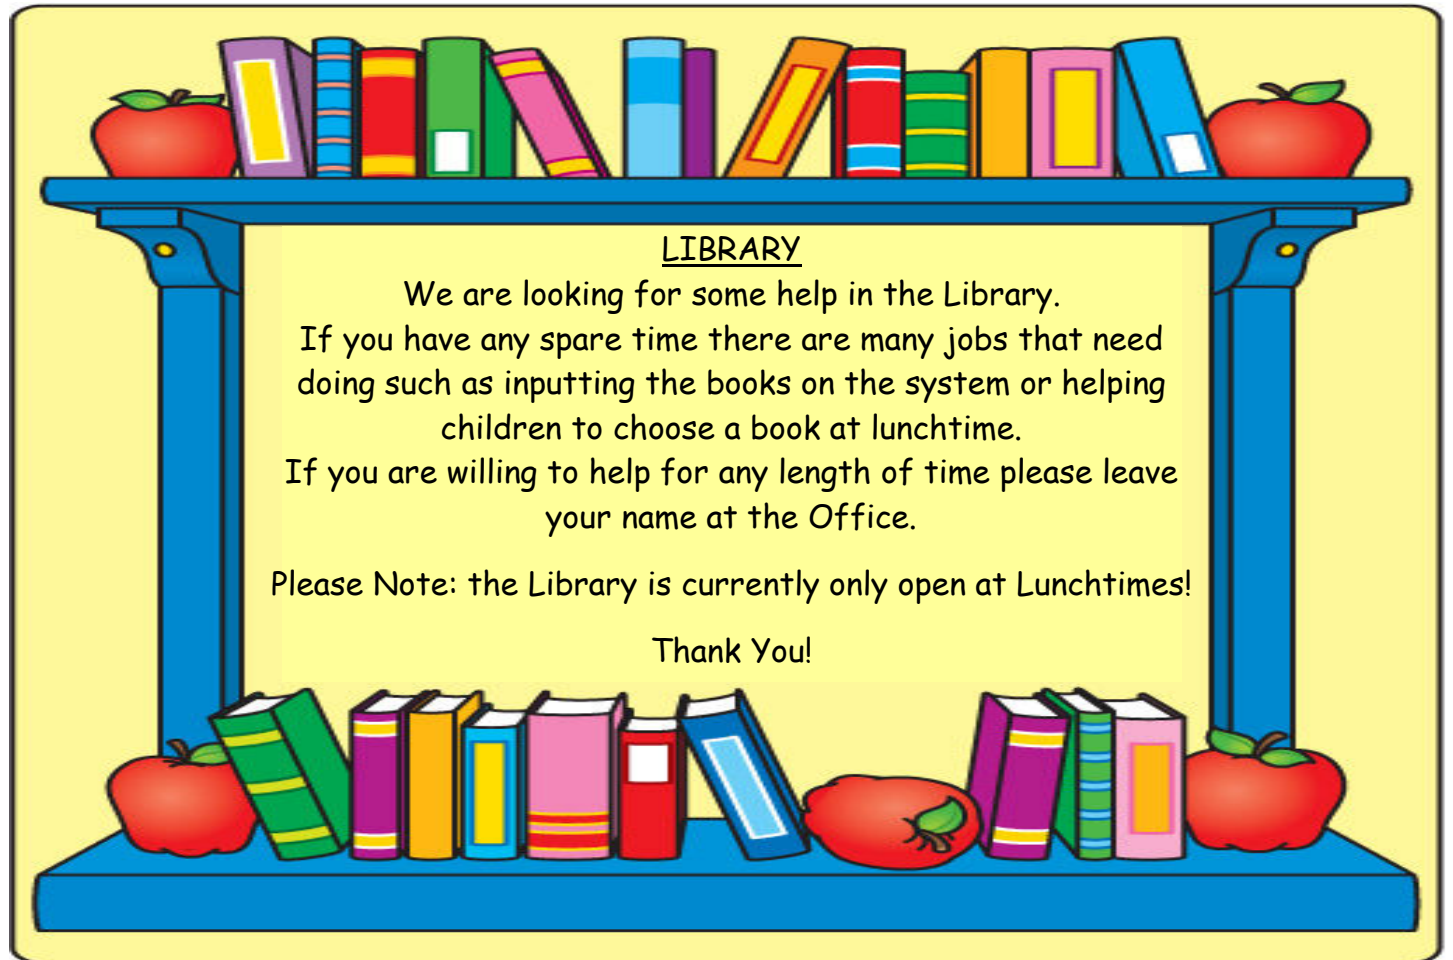 LIBRARY
We are looking for some help in the Library.
If you have any spare time there are many jobs that need
doing such as inputting the books on the system or helping
children to choose a book at lunchtime.
If you are willing to help for any length of time please leave
your name at the Office.
Please Note: the Library is currently only open at Lunchtimes!
Thank You!